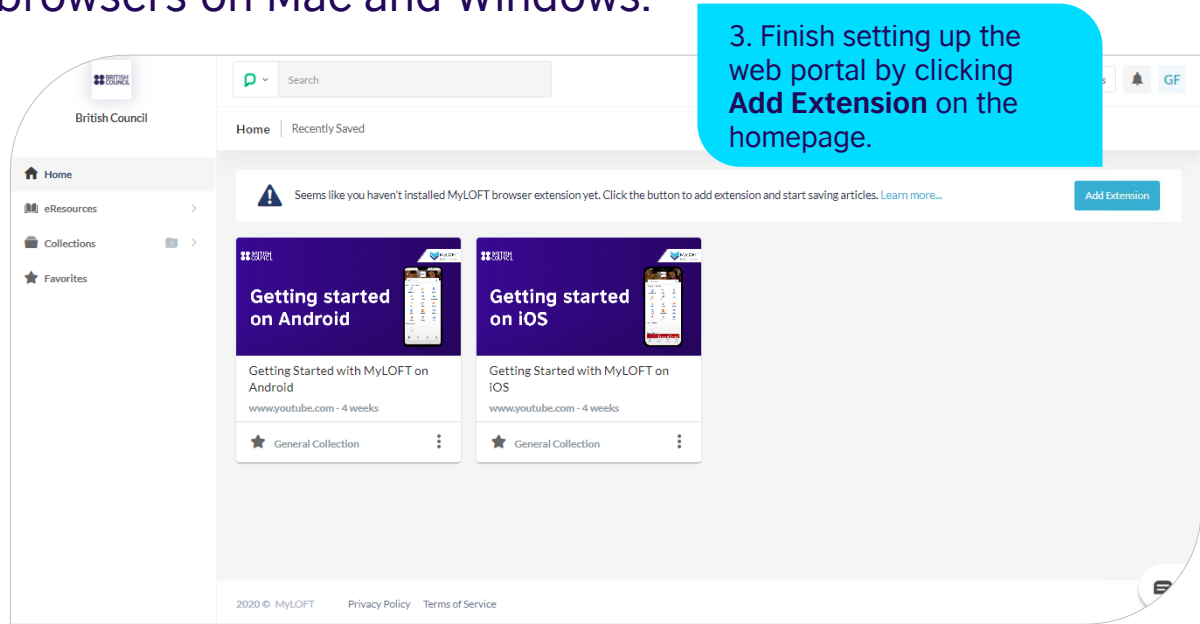 browsers on Mac and Windows.
3. Finish setting up the
web portal by clicking
Add Extension on the
homepage.
BRITISH
COUNCIL
British Council
Search
GF
Home
Recently Saved
Home
eResources
Collections
Favorites
Seems like you haven't installed MyLOFT browser extension yet. Click the button to add extension and start saving articles. Learn more...
Add Extension
Getting started
on Android
Getting Started with MyLOFT on
Android
www.youtube.com - 4 weeks
General Collection
Getting started
on iOS
Getting Started with MyLOFT on
iOS
www.youtube.com - 4 weeks
General Collection
2020 © MyLOFT
Privacy Policy
Terms of Service